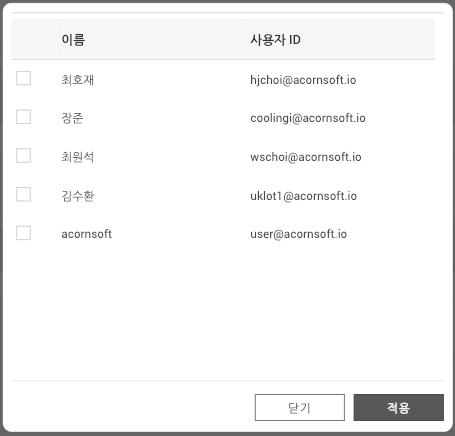 이름 사용자 ID
최호재 hjchoi@acornsoft.io
장준 coolingi@acornsoft.io
최원석 wschoi@acornsoft.io
김수환 uklot1@acornsoft.io
acornsoft user@acornsoft.io
닫기 적용